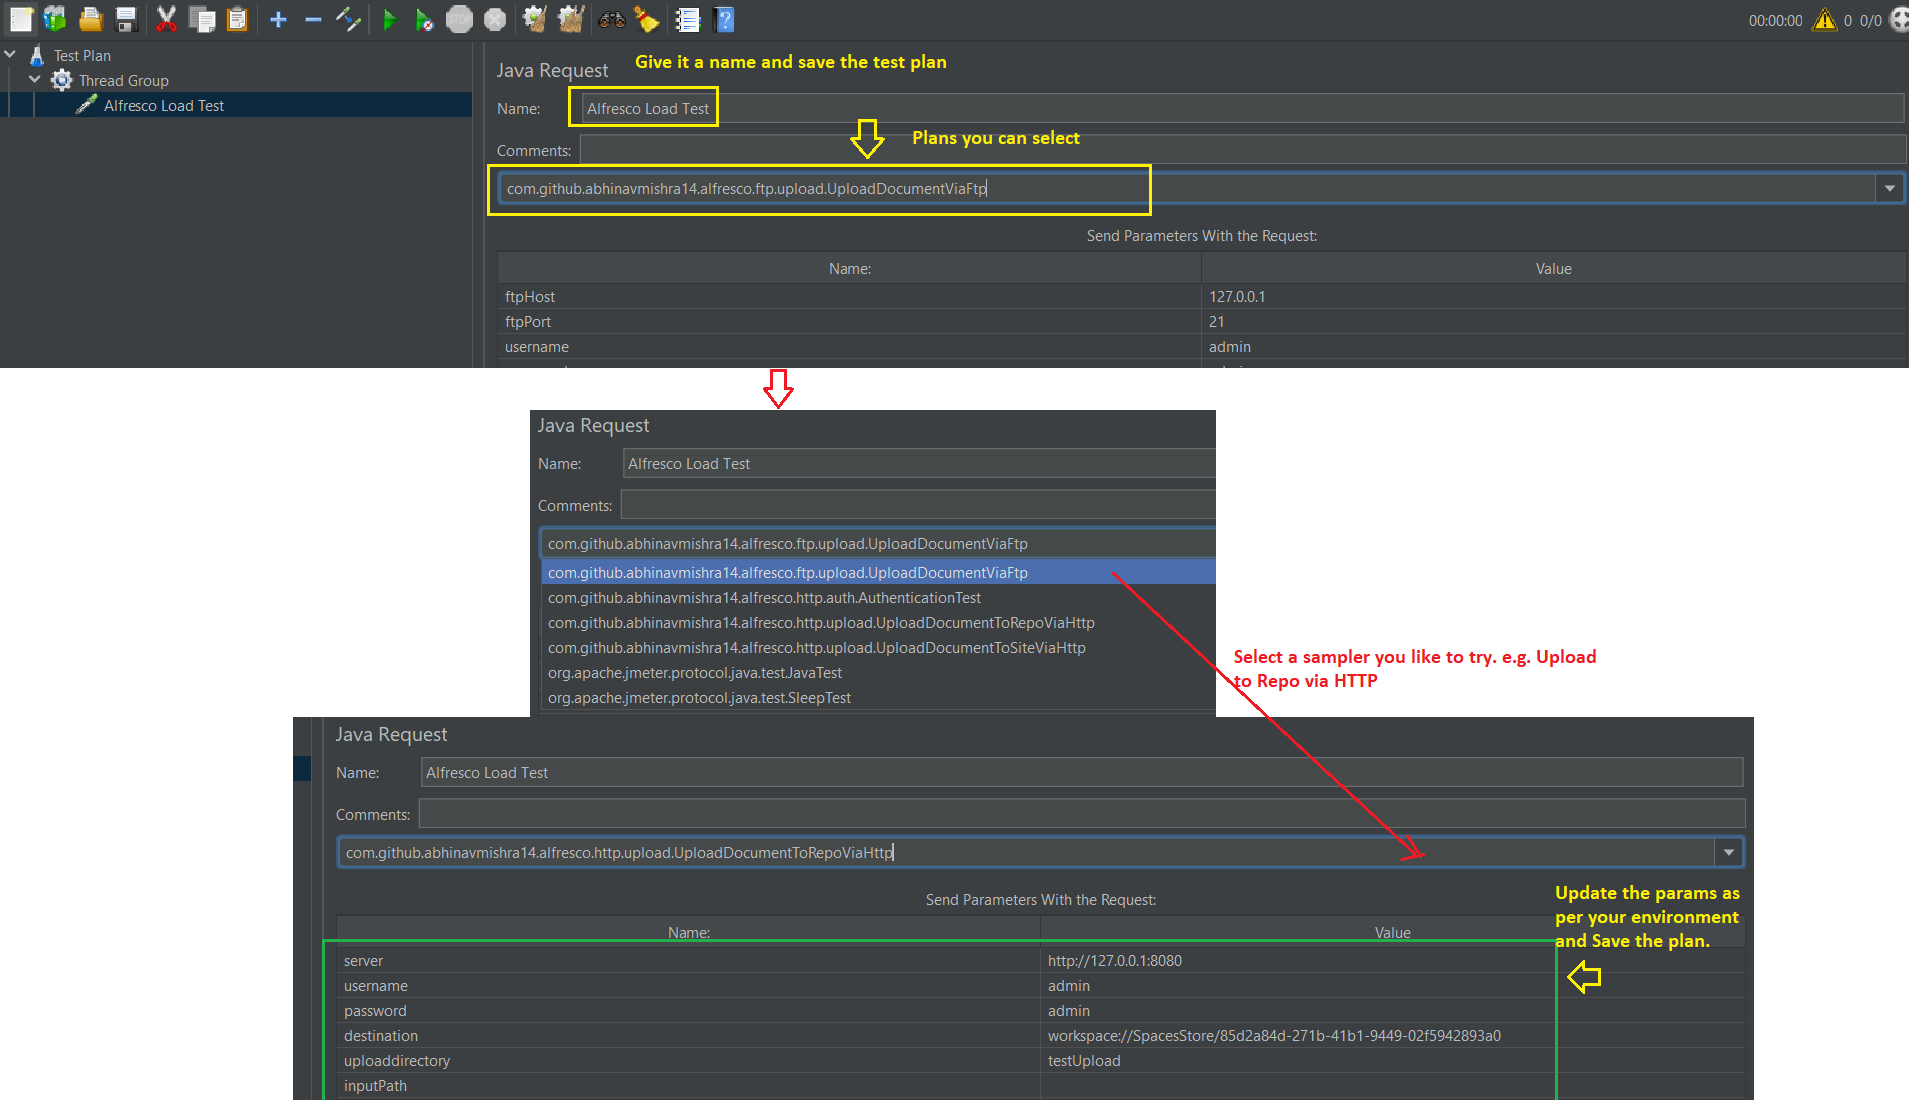 STOP
?
00:00:00
0
0/0
Test Plan
Thread Group
Alfresco Load Test
Java Request
Give it a name and save the test plan
Name:
Alfresco Load Test
Plans you can select
Comments:
com.github.abhinavmishra14.alfresco.ftp.upload.UploadDocumentViaFtp
Send Parameters With the Request:
Name:
Value
ftpHost
127.0.0.1
ftpPort
21
username
admin
Java Request
Name:
Alfresco Load Test
Comments:
com.github.abhinavmishra14.alfresco.ftp.upload.UploadDocumentViaFtp
com.github.abhinavmishra14.alfresco.ftp.upload.UploadDocumentViaFtp
com.github.abhinavmishra14.alfresco.http.auth.AuthenticationTest
com.github.abhinavmishra14.alfresco.http.upload.UploadDocumentToRepoViaHttp
com.github.abhinavmishra14.alfresco.http.upload.UploadDocumentToSiteViaHttp
org.apache.jmeter.protocol.java.test.JavaTest
org.apache.jmeter.protocol.java.test.SleepTest
Select a sampler you like to try. e.g. Upload
to Repo via HTTP
Java Request
Name:
Alfresco Load Test
Comments:
com.github.abhinavmishra14.alfresco.http.upload.UploadDocumentToRepoViaHttp
Send Parameters With the Request:
Update the params as
per your environment
and Save the plan.
Name:
Value
server
http://127.0.0.1:8080
username
admin
password
admin
destination
workspace://SpacesStore/85d2a84d-271b-41b1-9449-02f5942893a0
uploaddirectory
testUpload
inputPath